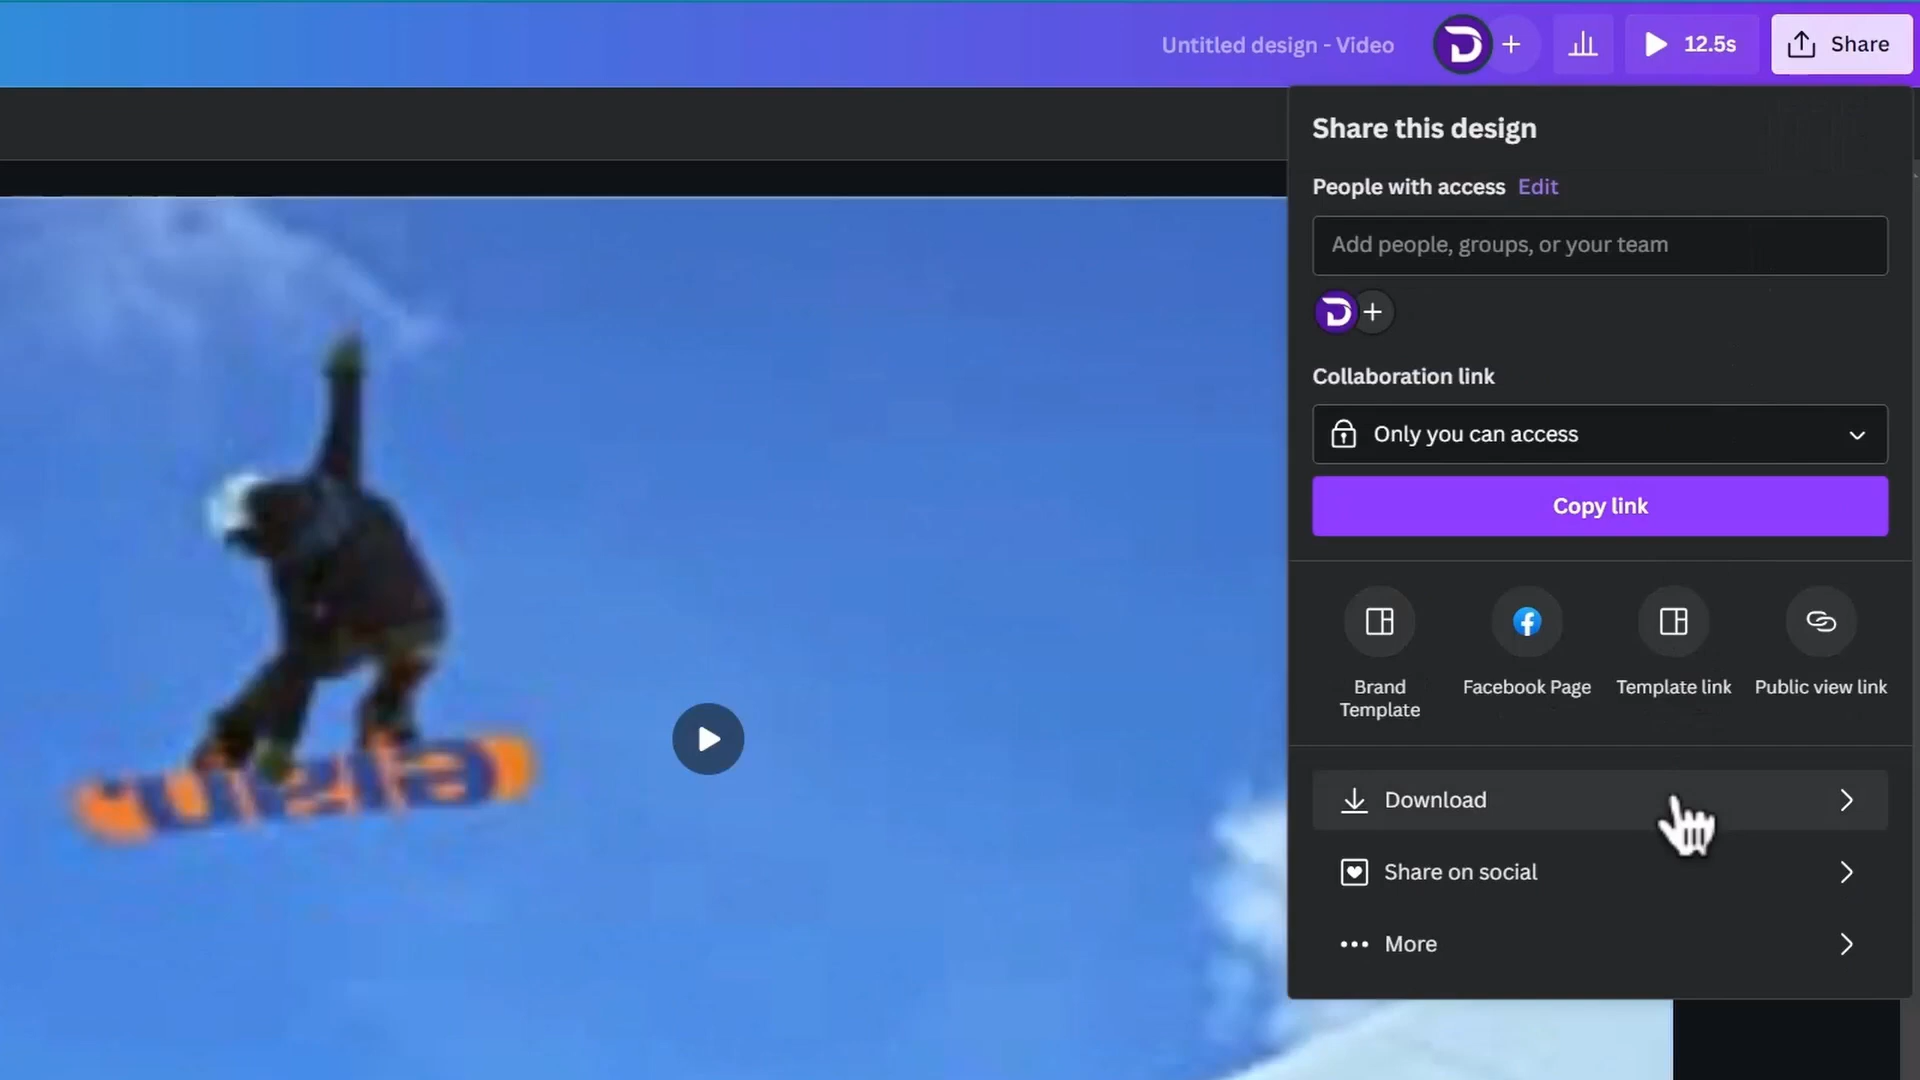 Untitled design - Video
12.5s
Share
Share this design
People with access Edit
Add people, groups, or your team
Collaboration link
Only you can access
Copy link
Brand
Template
Facebook Page
Template link
Public view link
Download
Share on social
More